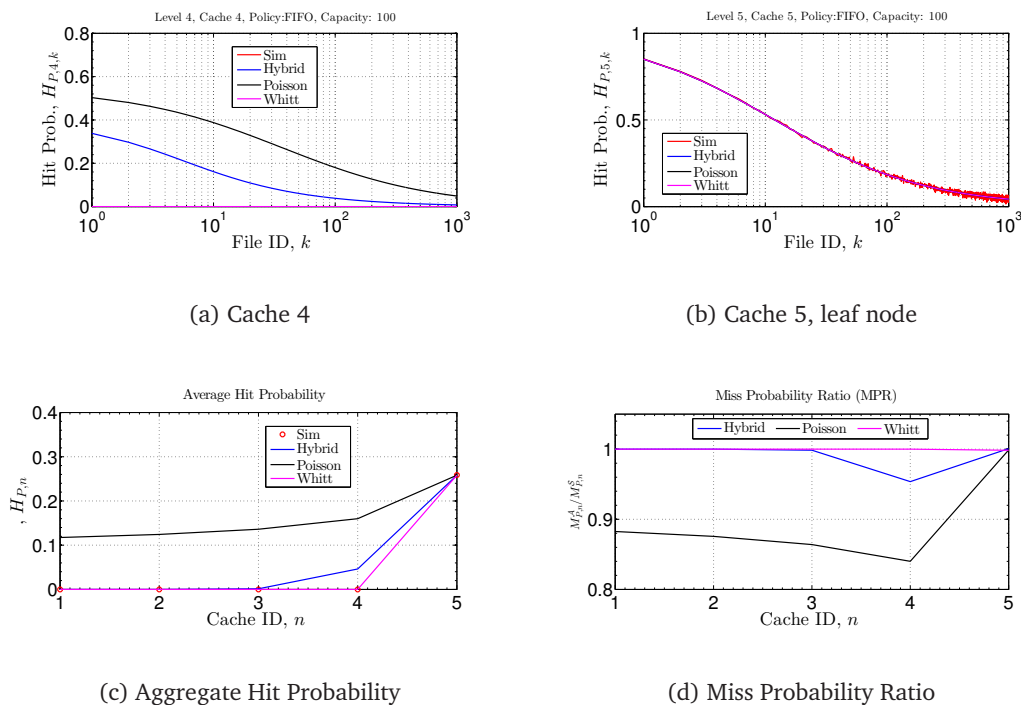 Level 4, Cache 4, Policy:FIFO, Capacity: 100
Hit Prob., H_{P,4,k}
0.8
0.6
0.4
0.2
0
Sim
Hybrid
Poisson
Whitt
10^0 10^1 10^2 10^3
File ID, k
(a) Cache 4
Level 5, Cache 5, Policy:FIFO, Capacity: 100
Hit Prob., H_{P,5,k}
1
0.5
0
Sim
Hybrid
Poisson
Whitt
10^0 10^1 10^2 10^3
File ID, k
(b) Cache 5, leaf node
Average Hit Probability
, H_{P,n}
0.4
0.3
0.2
0.1
0
Sim
Hybrid
Poisson
Whitt
1 2 3 4 5
Cache ID, n
(c) Aggregate Hit Probability
Miss Probability Ratio (MPR)
M^A_{P,n}/M^S_{P,n}
Hybrid Poisson Whitt
1
0.9
0.8
1 2 3 4 5
Cache ID, n
(d) Miss Probability Ratio